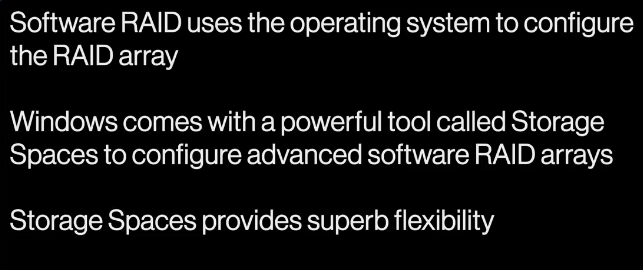 Software RAID uses the operating system to configure
the RAID array
Windows comes with a powerful tool called Storage
Spaces to configure advanced software RAID arrays
Storage Spaces provides superb flexibility